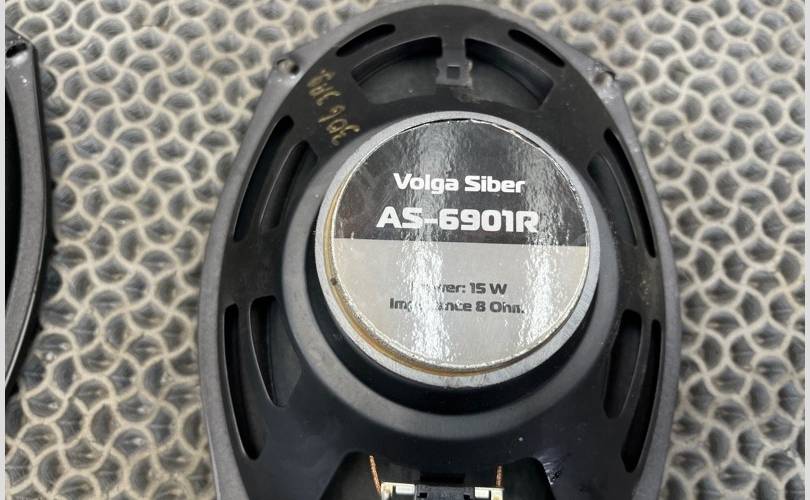 Volga Siber
AS-6901R
Power: 15 W
Impedance 8 Ohm.